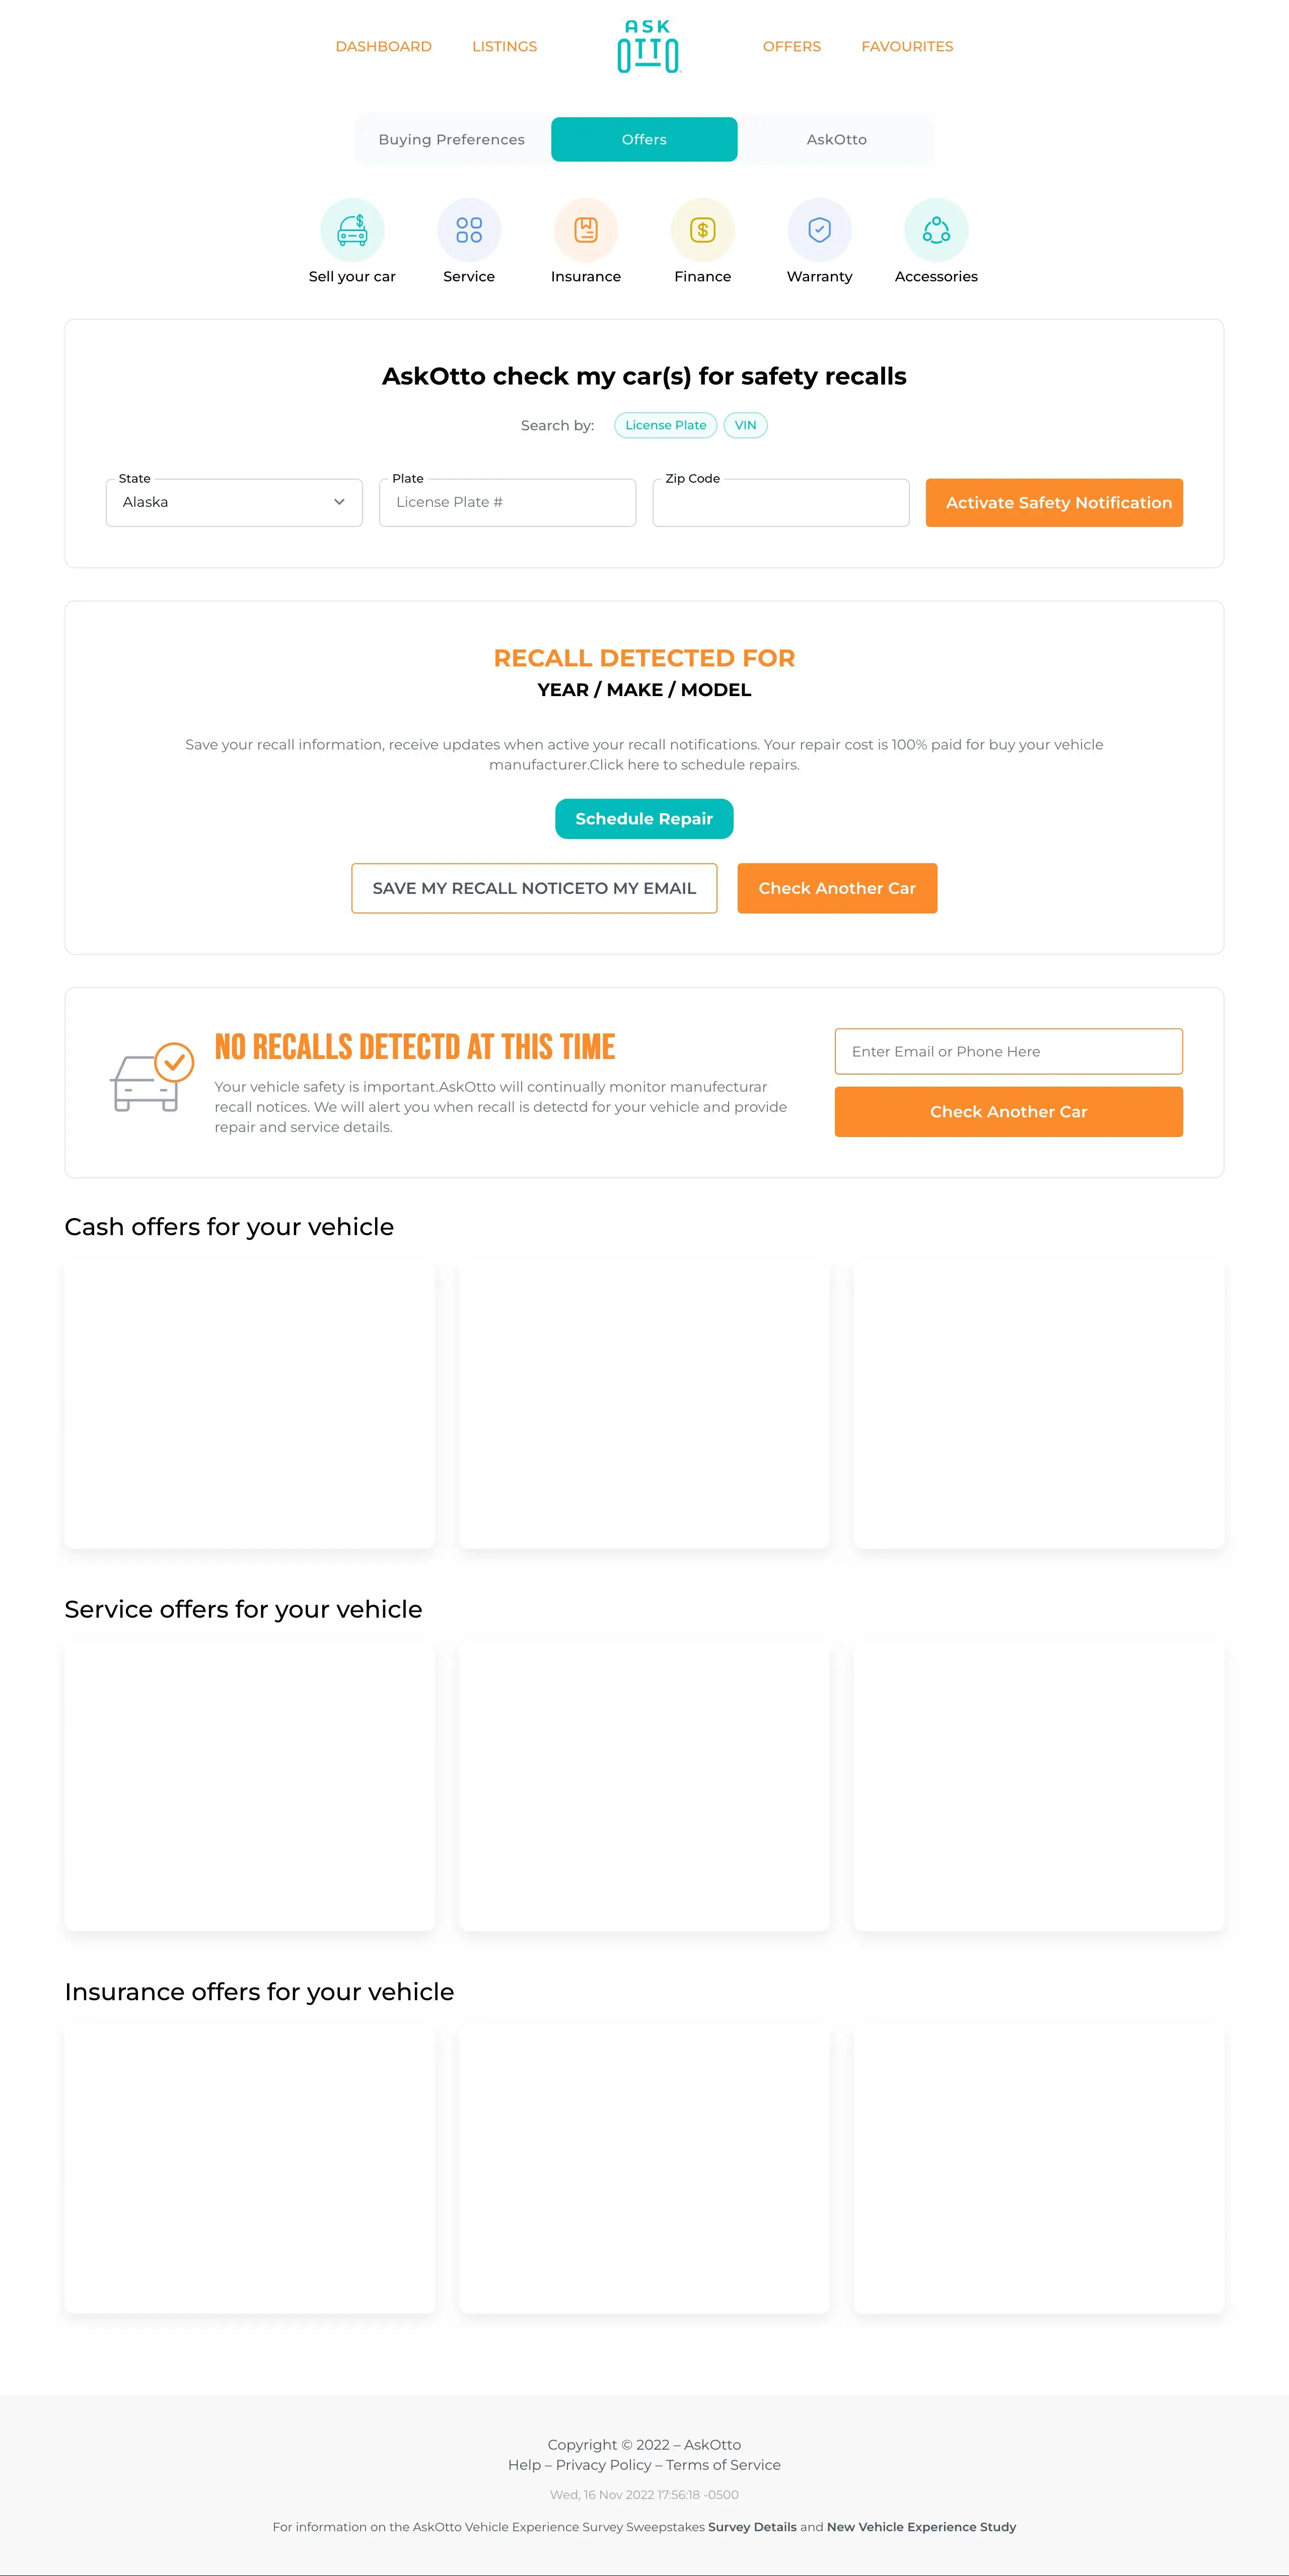 DASHBOARD
LISTINGS
ASK
OTTO
OFFERS
FAVOURITES
Buying Preferences
Offers
AskOtto
Sell your car
Service
Insurance
Finance
Warranty
Accessories
AskOtto check my car(s) for safety recalls
Search by:
License Plate
VIN
State
Alaska
Plate
License Plate #
Zip Code
Activate Safety Notification
RECALL DETECTED FOR
YEAR / MAKE / MODEL
Save your recall information, receive updates when active your recall notifications. Your repair cost is 100% paid for buy your vehicle
manufacturer.Click here to schedule repairs.
Schedule Repair
SAVE MY RECALL NOTICETO MY EMAIL
Check Another Car
NO RECALLS DETECTD AT THIS TIME
Your vehicle safety is important.AskOtto will continually monitor manufecturar
recall notices. We will alert you when recall is detectd for your vehicle and provide
repair and service details.
Enter Email or Phone Here
Check Another Car
Cash offers for your vehicle
Service offers for your vehicle
Insurance offers for your vehicle
Copyright © 2022 – AskOtto
Help – Privacy Policy – Terms of Service
Wed, 16 Nov 2022 17:56:18 -0500
For information on the AskOtto Vehicle Experience Survey Sweepstakes Survey Details and New Vehicle Experience Study